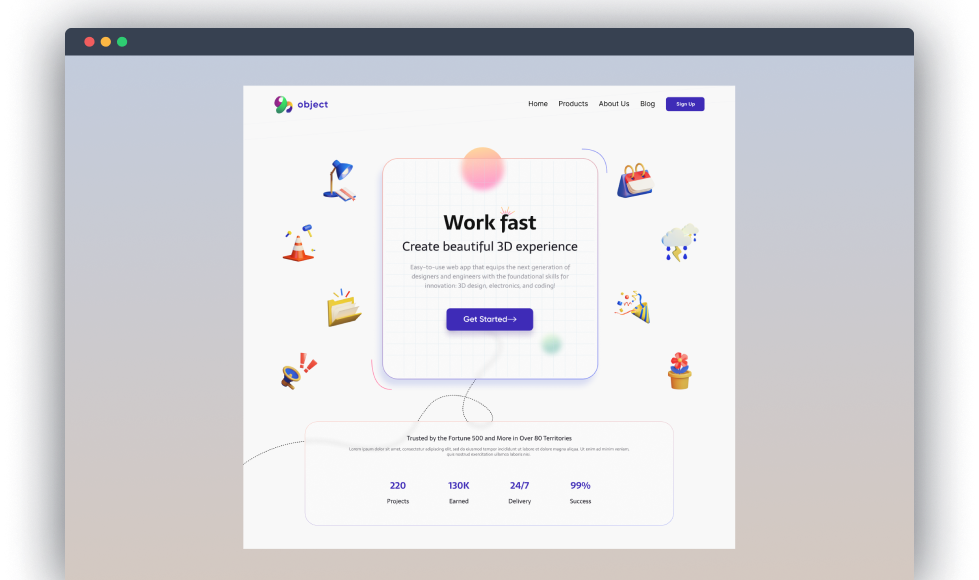 object
Home Products About Us Blog Sign Up
Work fast
Create beautiful 3D experience
Easy-to-use web app that equips the next generation of
designers and engineers with the foundational skills for
innovation-3D design, electronics, and coding!
Get Started→
Trusted by the Fortune 500 and More in Over 80 Territories
Lorem ipsum dolor sit amet, consectetur adipiscing elit, sed do eiusmod tempor incididunt ut labore et dolore magna aliqua. Ut enim ad minim veniam,
quis nostrud exercitation ullamco laboris nisi
220 130K 24/7 99%
Projects Earned Delivery Success